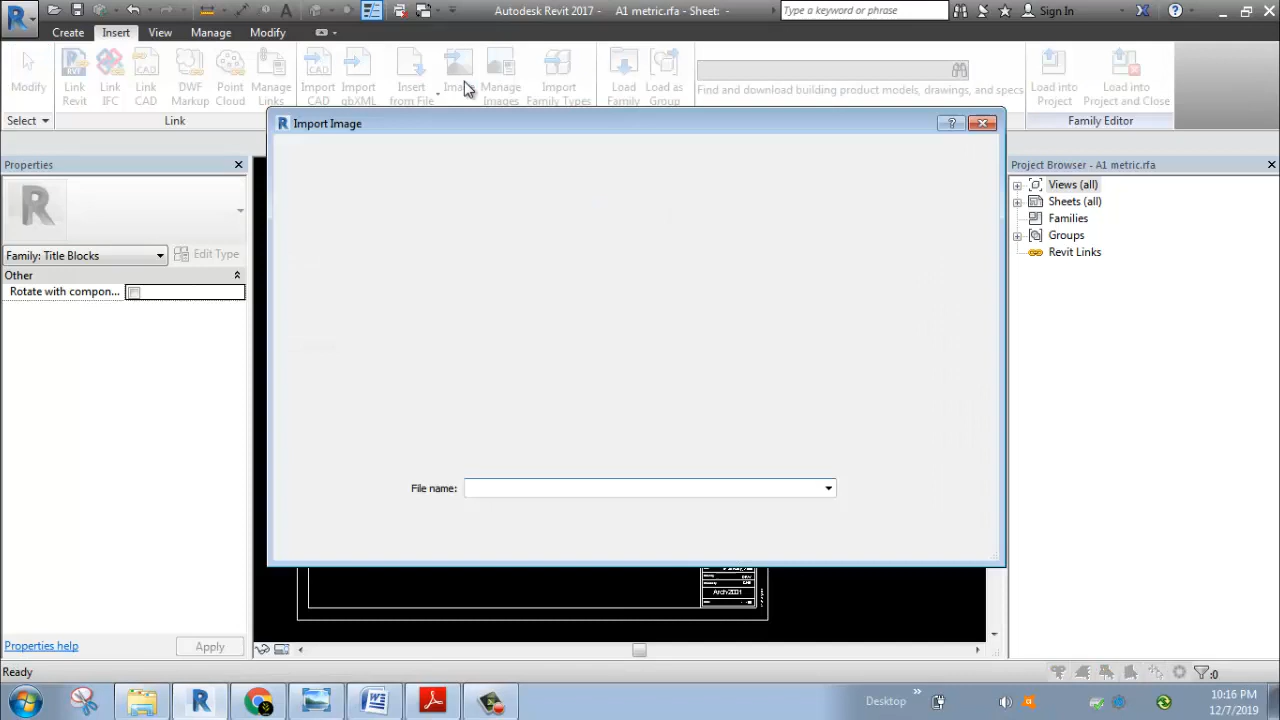 Autodesk Revit 2017 - A1 metric.rfa - Sheet: -
Type a keyword or phrase
Sign In
Create Insert View Manage Modify
Modify
Link Revit
Link IFC
Link CAD
DWF Markup
Point Cloud
Manage Links
Import CAD
Import gbXML
Insert from File
Image
Manage Images
Import Family Types
Load Family
Load as Group
Find and download building product models, drawings, and specs
Load into Project
Load into Project and Close
Select
Link
Family Editor
Import Image
Properties
Project Browser - A1 metric.rfa
Views (all)
Sheets (all)
Families
Groups
Revit Links
Family: Title Blocks
Edit Type
Other
Rotate with compon...
File name:
Arch2001
Properties help
Apply
Ready
:0
Desktop
10:16 PM
12/7/2019